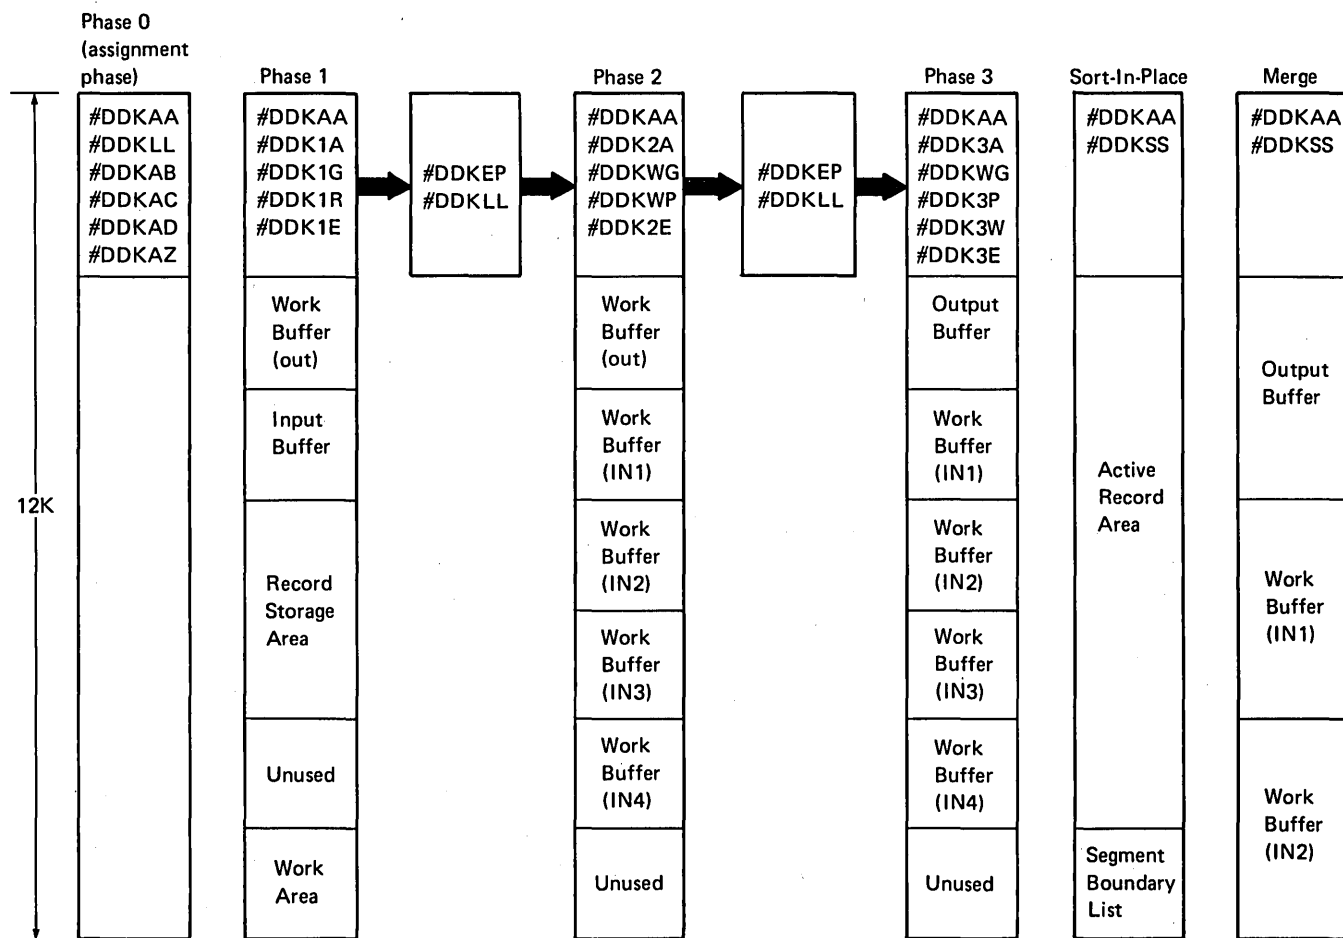 Phase 0
(assignment
phase)
#DDKAA
#DDKLL
#DDKAB
#DDKAC
#DDKAD
#DDKAZ
12K
Phase 1
#DDKAA
#DDK1A
#DDK1G
#DDK1R
#DDK1E
Work
Buffer
(out)
Input
Buffer
Record
Storage
Area
Unused
Work
Area
#DDKEP
#DDKLL
Phase 2
#DDKAA
#DDK2A
#DDKWG
#DDKWP
#DDK2E
Work
Buffer
(out)
Work
Buffer
(IN1)
Work
Buffer
(IN2)
Work
Buffer
(IN3)
Work
Buffer
(IN4)
Unused
#DDKEP
#DDKLL
Phase 3
#DDKAA
#DDK3A
#DDKWG
#DDK3P
#DDK3W
#DDK3E
Output
Buffer
Work
Buffer
(IN1)
Work
Buffer
(IN2)
Work
Buffer
(IN3)
Work
Buffer
(IN4)
Unused
Sort-In-Place
#DDKAA
#DDKSS
Active
Record
Area
Segment
Boundary
List
Merge
#DDKAA
#DDKSS
Output
Buffer
Work
Buffer
(IN1)
Work
Buffer
(IN2)